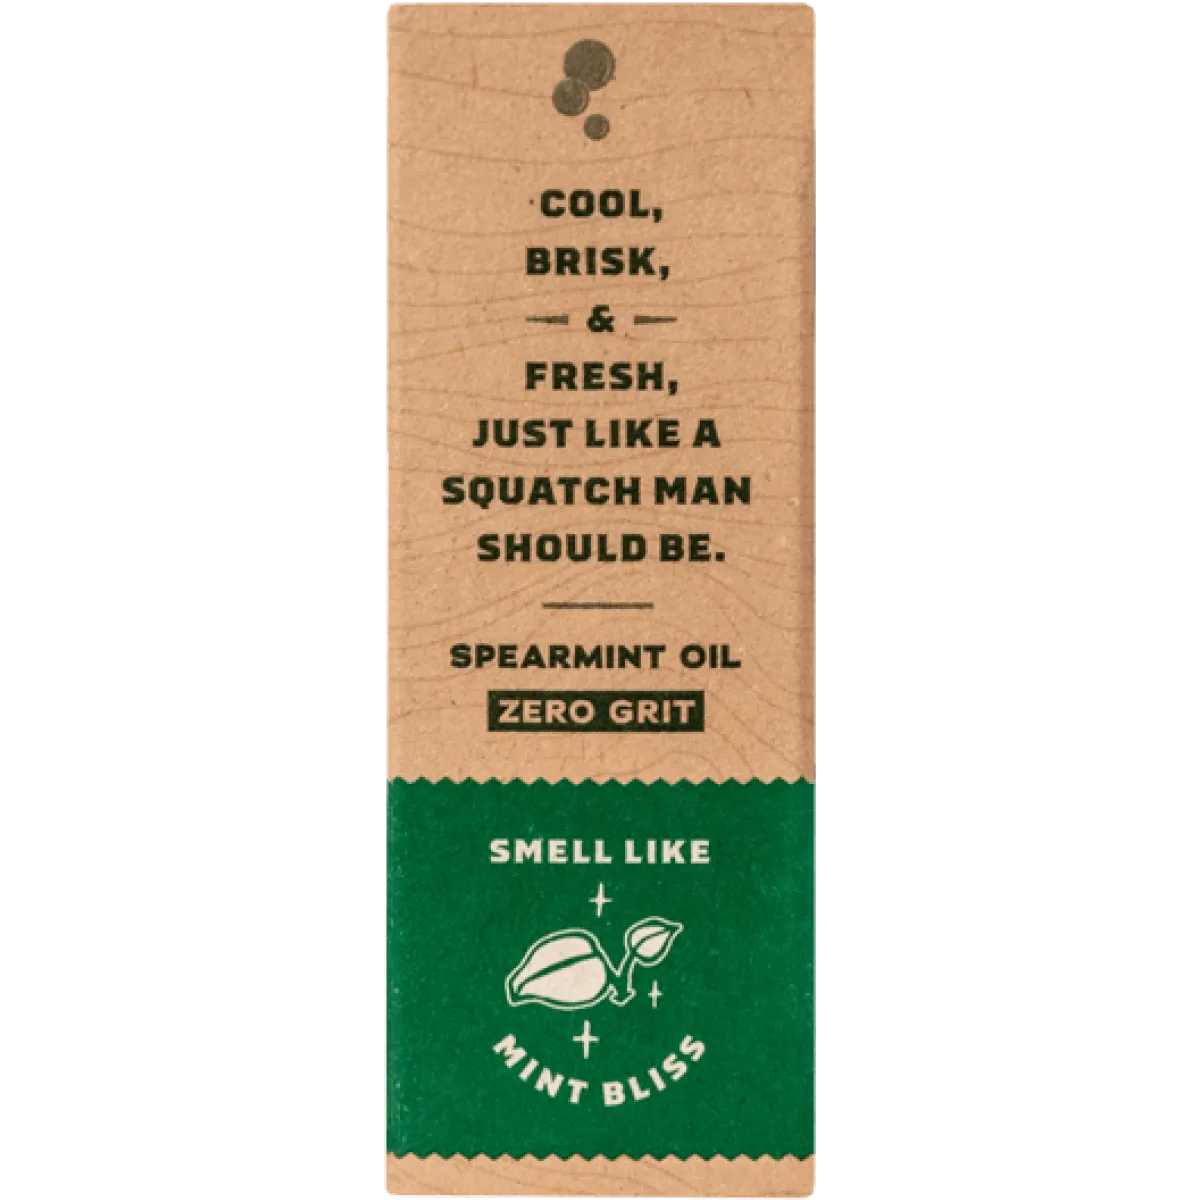 COOL,
BRISK,
&
FRESH,
JUST LIKE A
SQUATCH MAN
SHOULD BE.
SPEARMINT OIL
ZERO GRIT
SMELL LIKE
MINT BLISS